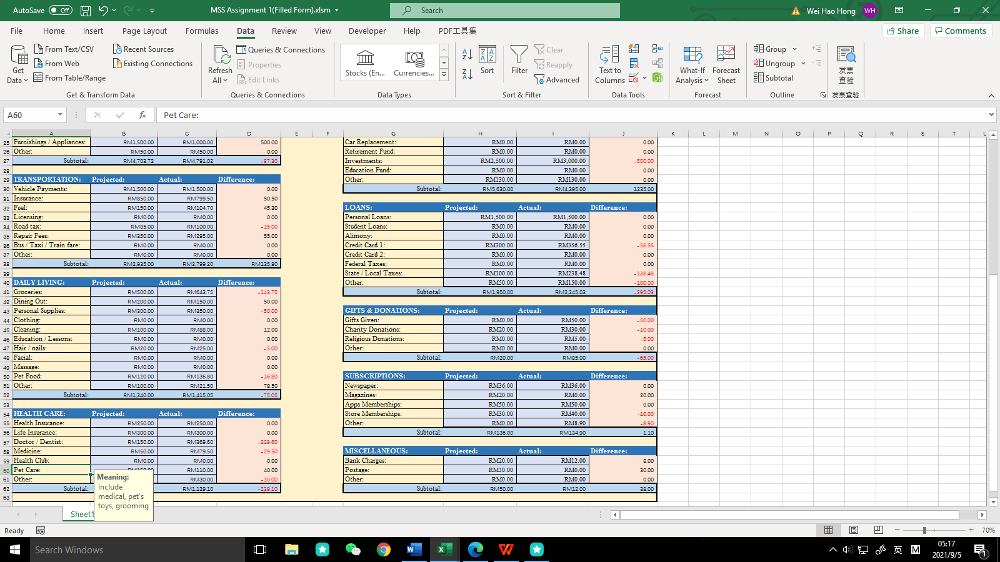 AutoSave Off MSS Assignment 1(Filled Form).xlsm Search Wei Hao Hong WH
File Home Insert Page Layout Formulas Data Review View Developer Help PDF工具集 Share Comments
Get Data From Text/CSV From Web From Table/Range Recent Sources Existing Connections
Refresh All Queries & Connections Properties Edit Links
Stocks (En... Currencies...
Sort Filter Clear Reapply Advanced
Text to Columns What-If Analysis Forecast Sheet
Group Ungroup Subtotal 发票查验
Get & Transform Data Queries & Connections Data Types Sort & Filter Data Tools Forecast Outline 发票查验
A60 fx Pet Care:
A B C D E F G H I J K L M N O P Q R S T U
25 Furnishings / Appliances: RM1,500.00 RM1,000.00 500.00 Car Replacement: RM0.00 RM0.00 0.00
26 Other: RM50.00 RM50.00 0.00 Retirement Fund: RM0.00 RM0.00 0.00
27 Subtotal: RM4,703.72 RM4,791.02 -87.30 Investments: RM2,500.00 RM3,000.00 -500.00
28 Education Fund: RM0.00 RM0.00 0.00
29 TRANSPORTATION: Projected: Actual: Difference: Other: RM130.00 RM130.00 0.00
30 Vehicle Payments: RM1,500.00 RM1,500.00 0.00 Subtotal: RM5,630.00 RM4,395.00 1235.00
31 Insurance: RM850.00 RM799.50 50.50
32 Fuel: RM150.00 RM104.70 45.30 LOANS: Projected: Actual: Difference:
33 Licensing: RM0.00 RM0.00 0.00 Personal Loans: RM1,500.00 RM1,500.00 0.00
34 Road tax: RM85.00 RM100.00 -15.00 Student Loans: RM0.00 RM0.00 0.00
35 Repair Fees: RM350.00 RM295.00 55.00 Alimony: RM0.00 RM0.00 0.00
36 Bus / Taxi / Train fare: RM0.00 RM0.00 0.00 Credit Card 1: RM300.00 RM356.55 -56.55
37 Other: RM0.00 RM0.00 0.00 Credit Card 2: RM0.00 RM0.00 0.00
38 Subtotal: RM2,935.00 RM2,799.20 RM135.80 Federal Taxes: RM0.00 RM0.00 0.00
39 State / Local Taxes: RM100.00 RM238.48 -138.48
40 DAILY LIVING: Projected: Actual: Difference: Other: RM50.00 RM150.00 -100.00
41 Groceries: RM500.00 RM643.75 -143.75 Subtotal: RM1,950.00 RM2,245.03 -295.03
42 Dining Out: RM200.00 RM150.00 50.00
43 Personal Supplies: RM300.00 RM350.00 -50.00 GIFTS & DONATIONS: Projected: Actual: Difference:
44 Clothing: RM0.00 RM0.00 0.00 Gifts Given: RM0.00 RM50.00 -50.00
45 Cleaning: RM100.00 RM88.00 12.00 Charity Donations: RM20.00 RM30.00 -10.00
46 Education / Lessons: RM0.00 RM0.00 0.00 Religious Donations: RM0.00 RM5.00 -5.00
47 Hair / nails: RM20.00 RM25.00 -5.00 Other: RM0.00 RM0.00 0.00
48 Facial: RM0.00 RM0.00 0.00 Subtotal: RM20.00 RM85.00 -65.00
49 Massage: RM0.00 RM0.00 0.00
50 Pet Food: RM120.00 RM136.80 -16.80 SUBSCRIPTIONS: Projected: Actual: Difference:
51 Other: RM100.00 RM21.50 78.50 Newspaper: RM36.00 RM36.00 0.00
52 Subtotal: RM1,340.00 RM1,415.05 -75.05 Magazines: RM20.00 RM0.00 20.00
53 Apps Memberships: RM50.00 RM50.00 0.00
54 HEALTH CARE: Projected: Actual: Difference: Store Memberships: RM30.00 RM40.00 -10.00
55 Health Insurance: RM250.00 RM250.00 0.00 Other: RM0.00 RM8.90 -8.90
56 Life Insurance: RM300.00 RM300.00 0.00 Subtotal: RM136.00 RM134.90 1.10
57 Doctor / Dentist: RM150.00 RM369.60 -219.60
58 Medicine: RM50.00 RM79.50 -29.50 MISCELLANEOUS: Projected: Actual: Difference:
59 Health Club: RM0.00 RM0.00 0.00 Bank Charges: RM20.00 RM12.00 8.00
60 Pet Care: RM110.00 40.00 Postage: RM30.00 RM0.00 30.00
61 Other: RM30.00 -30.00 Other: RM0.00 RM0.00 0.00
62 Subtotal: RM1,139.10 -239.10 Subtotal: RM50.00 RM12.00 38.00
63
Meaning:
Include
medical, pet's
toys, grooming
Sheet1
Ready 70%
Search Windows 英 M 05:17
2021/9/5 1